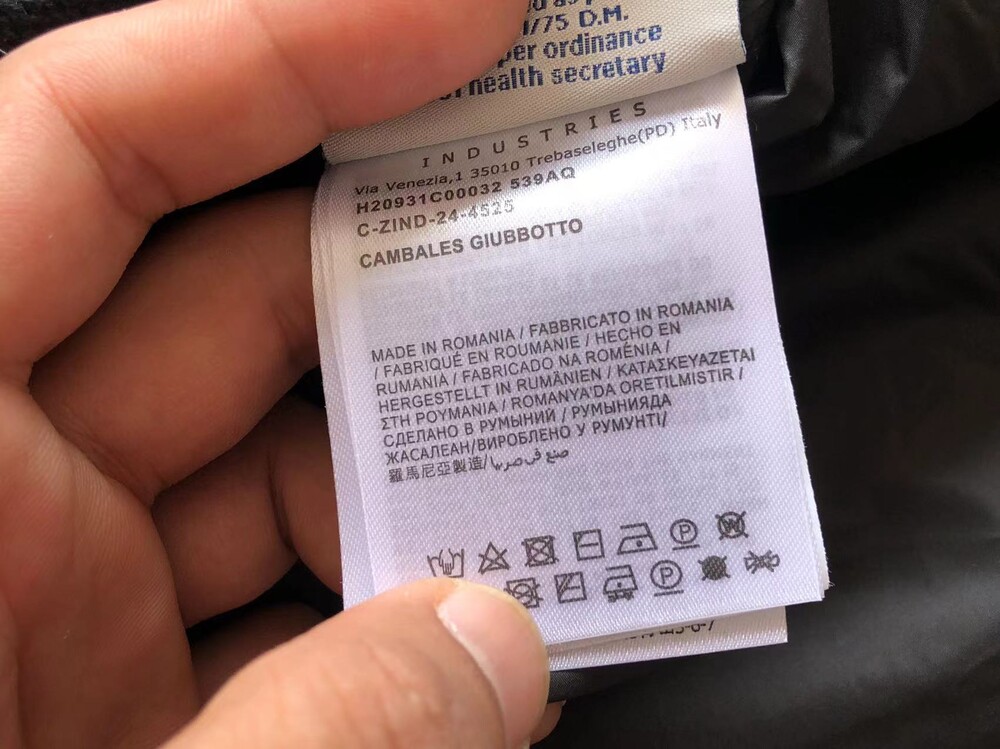 1/75 D.M.
per ordinance
health secretary
INDUSTRIES
Via Venezia,1 35010 Trebaseleghe(PD) Italy
H20931C00032 539AQ
C-ZIND-24-4525
CAMBALES GIUBBOTTO
MADE IN ROMANIA / FABBRICATO IN ROMANIA
/ FABRIQUÉ EN ROUMANIE / HECHO EN
RUMANIA / FABRICADO NA ROMÉNIA /
HERGESTELLT IN RUMÄNIEN / ΚΑΤΑΣΚΕΥΑΖΕΤΑΙ
ΣΤΗ ΡΟΥΜΑΝΙΑ / ROMANYA'DA ORETILMISTIR /
СДЕЛАНО В РУМЫНИИ / РУМЫНИЯДА
ЖАСАЛЕАН/ВИРОБЛЕНО У РУМУНТІ/
羅馬尼亞製造/صنع في صربيا
P W
P